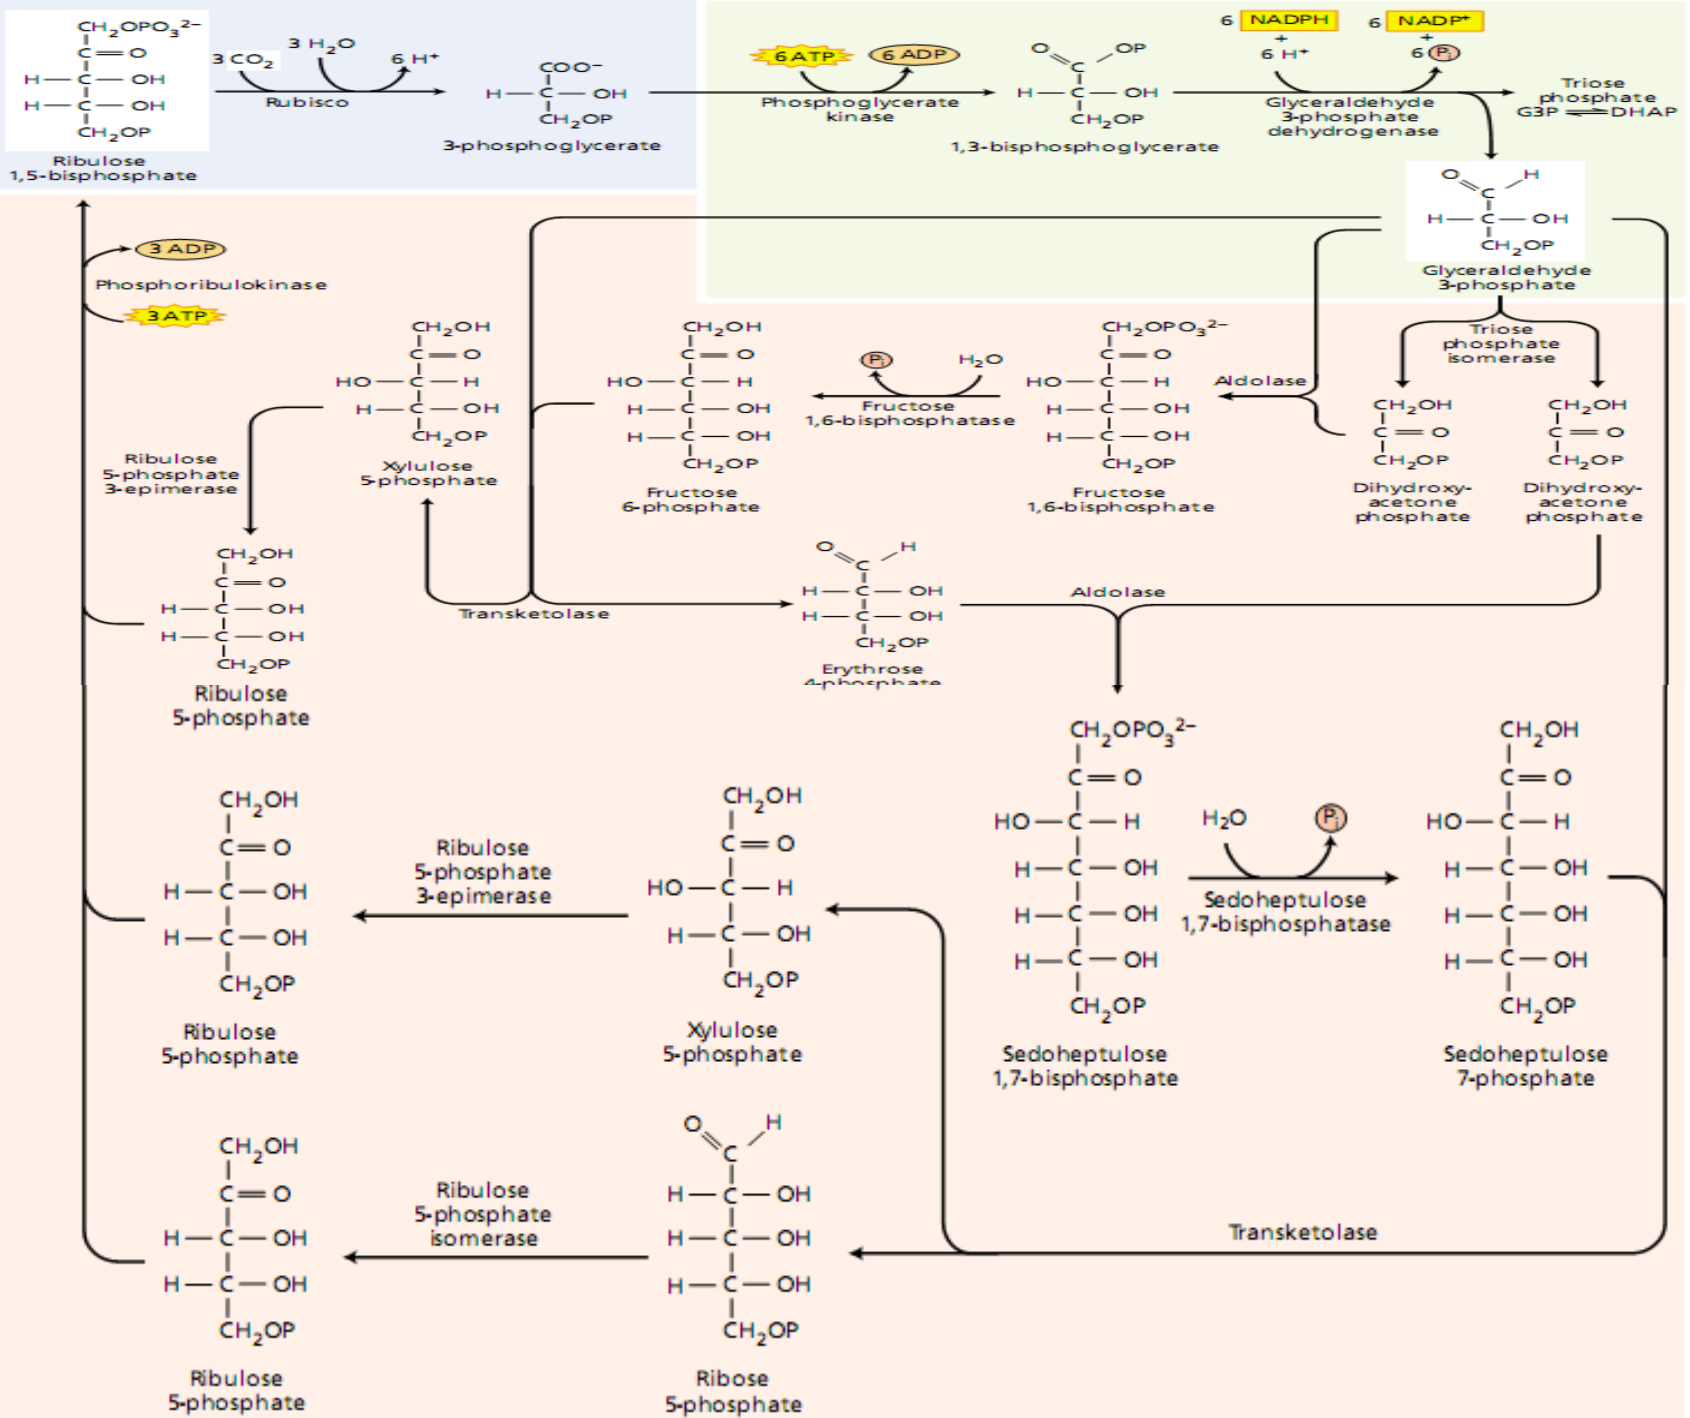 CH₂OPO₃²⁻
C=O
H—C—OH
H—C—OH
CH₂OP
Ribulose
1,5-bisphosphate
3 CO₂
3 H₂O
6 H⁺
Rubisco
COO⁻
H—C—OH
CH₂OP
3-phosphoglycerate
6 ATP
6 ADP
Phosphoglycerate
kinase
O
OP
C
H—C—OH
CH₂OP
1,3-bisphosphoglycerate
6 NADPH
+
6 H⁺
6 NADP⁺
+
6 Pi
Glyceraldehyde
3-phosphate
dehydrogenase
Triose
phosphate
G3P ⇌ DHAP
O
H
C
H—C—OH
CH₂OP
Glyceraldehyde
3-phosphate
3 ADP
Phosphoribulokinase
3 ATP
Triose
phosphate
isomerase
CH₂OH
C=O
HO—C—H
H—C—OH
CH₂OP
Xylulose
5-phosphate
CH₂OH
C=O
HO—C—H
H—C—OH
H—C—OH
CH₂OP
Fructose
6-phosphate
Pi
H₂O
Fructose
1,6-bisphosphatase
CH₂OPO₃²⁻
C=O
HO—C—H
H—C—OH
H—C—OH
CH₂OP
Fructose
1,6-bisphosphate
Aldolase
CH₂OH
C=O
CH₂OP
Dihydroxy-
acetone
phosphate
CH₂OH
C=O
CH₂OP
Dihydroxy-
acetone
phosphate
Ribulose
5-phosphate
3-epimerase
CH₂OH
C=O
H—C—OH
H—C—OH
CH₂OP
Ribulose
5-phosphate
Transketolase
O
H
C
H—C—OH
H—C—OH
CH₂OP
Erythrose
4-phosphate
Aldolase
CH₂OH
C=O
H—C—OH
H—C—OH
CH₂OP
Ribulose
5-phosphate
Ribulose
5-phosphate
3-epimerase
CH₂OH
C=O
HO—C—H
H—C—OH
CH₂OP
Xylulose
5-phosphate
CH₂OPO₃²⁻
C=O
HO—C—H
H—C—OH
H—C—OH
H—C—OH
CH₂OP
Sedoheptulose
1,7-bisphosphate
H₂O
Pi
Sedoheptulose
1,7-bisphosphatase
CH₂OH
C=O
HO—C—H
H—C—OH
H—C—OH
H—C—OH
CH₂OP
Sedoheptulose
7-phosphate
CH₂OH
C=O
H—C—OH
H—C—OH
CH₂OP
Ribulose
5-phosphate
Ribulose
5-phosphate
isomerase
O
H
C
H—C—OH
H—C—OH
H—C—OH
CH₂OP
Ribose
5-phosphate
Transketolase